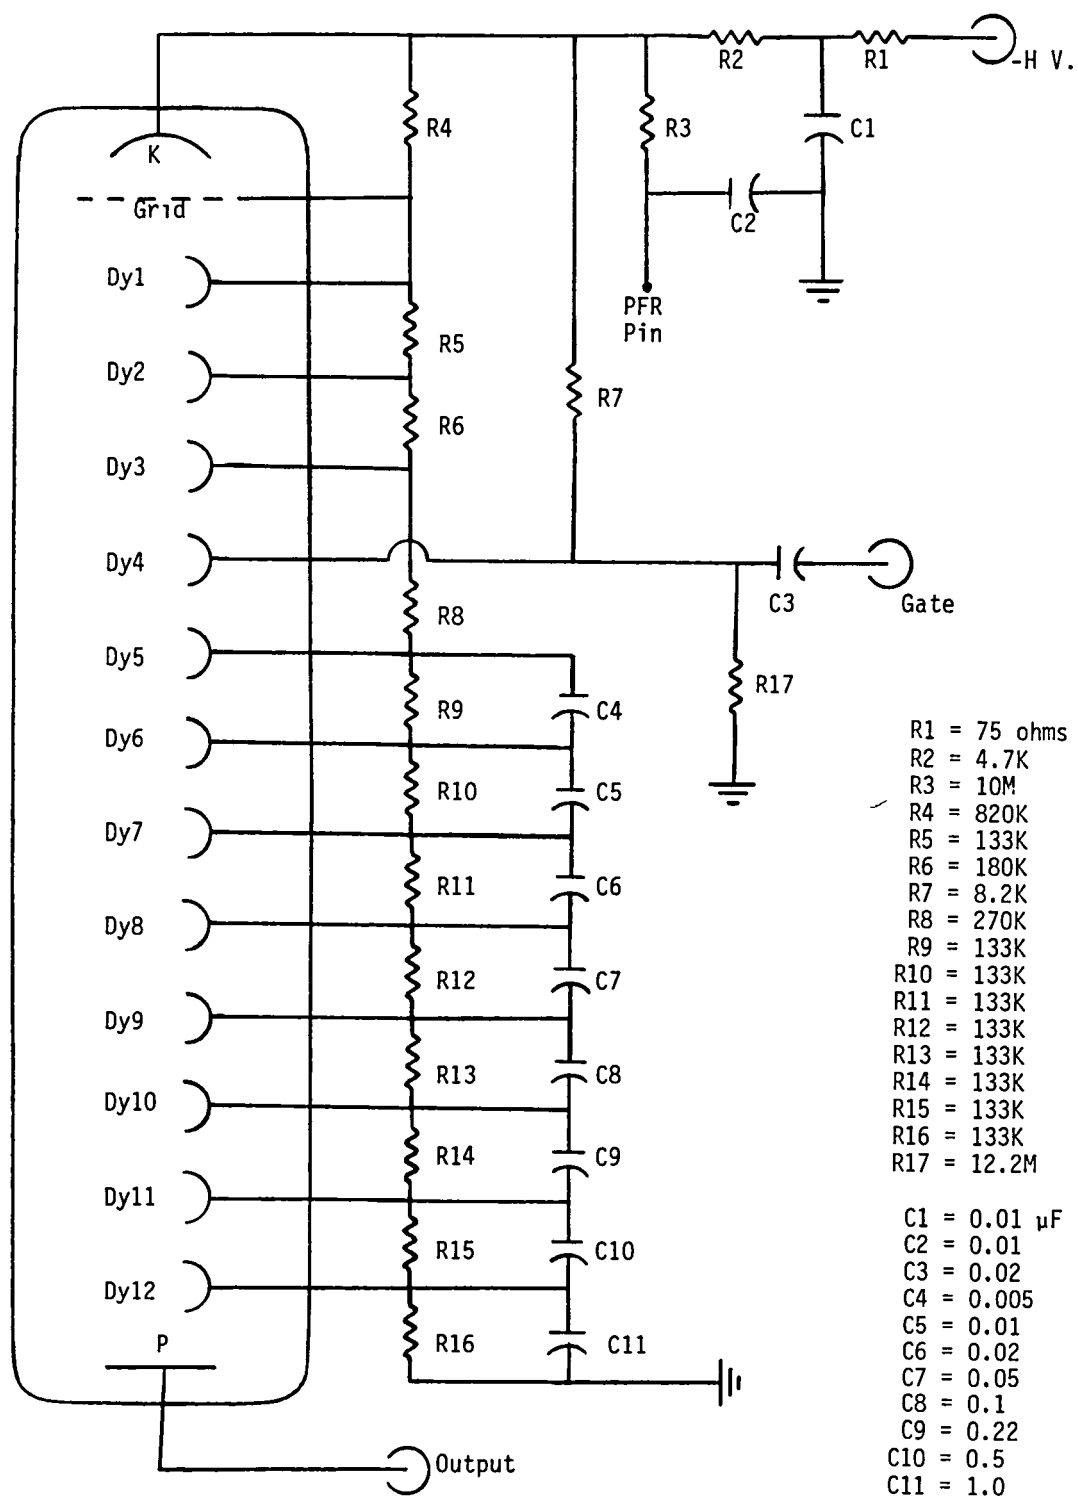 R2
R1
-H V.
R4
R3
C1
K
Grid
C2
Dy1
PFR
Pin
R5
Dy2
R7
R6
Dy3
Dy4
C3
Gate
R8
Dy5
R17
R9
C4
Dy6
R10
C5
Dy7
R11
C6
Dy8
R12
C7
Dy9
R13
C8
Dy10
R14
C9
Dy11
R15
C10
Dy12
R16
C11
P
Output
R1 = 75 ohms
R2 = 4.7K
R3 = 10M
R4 = 820K
R5 = 133K
R6 = 180K
R7 = 8.2K
R8 = 270K
R9 = 133K
R10 = 133K
R11 = 133K
R12 = 133K
R13 = 133K
R14 = 133K
R15 = 133K
R16 = 133K
R17 = 12.2M
C1 = 0.01 µF
C2 = 0.01
C3 = 0.02
C4 = 0.005
C5 = 0.01
C6 = 0.02
C7 = 0.05
C8 = 0.1
C9 = 0.22
C10 = 0.5
C11 = 1.0